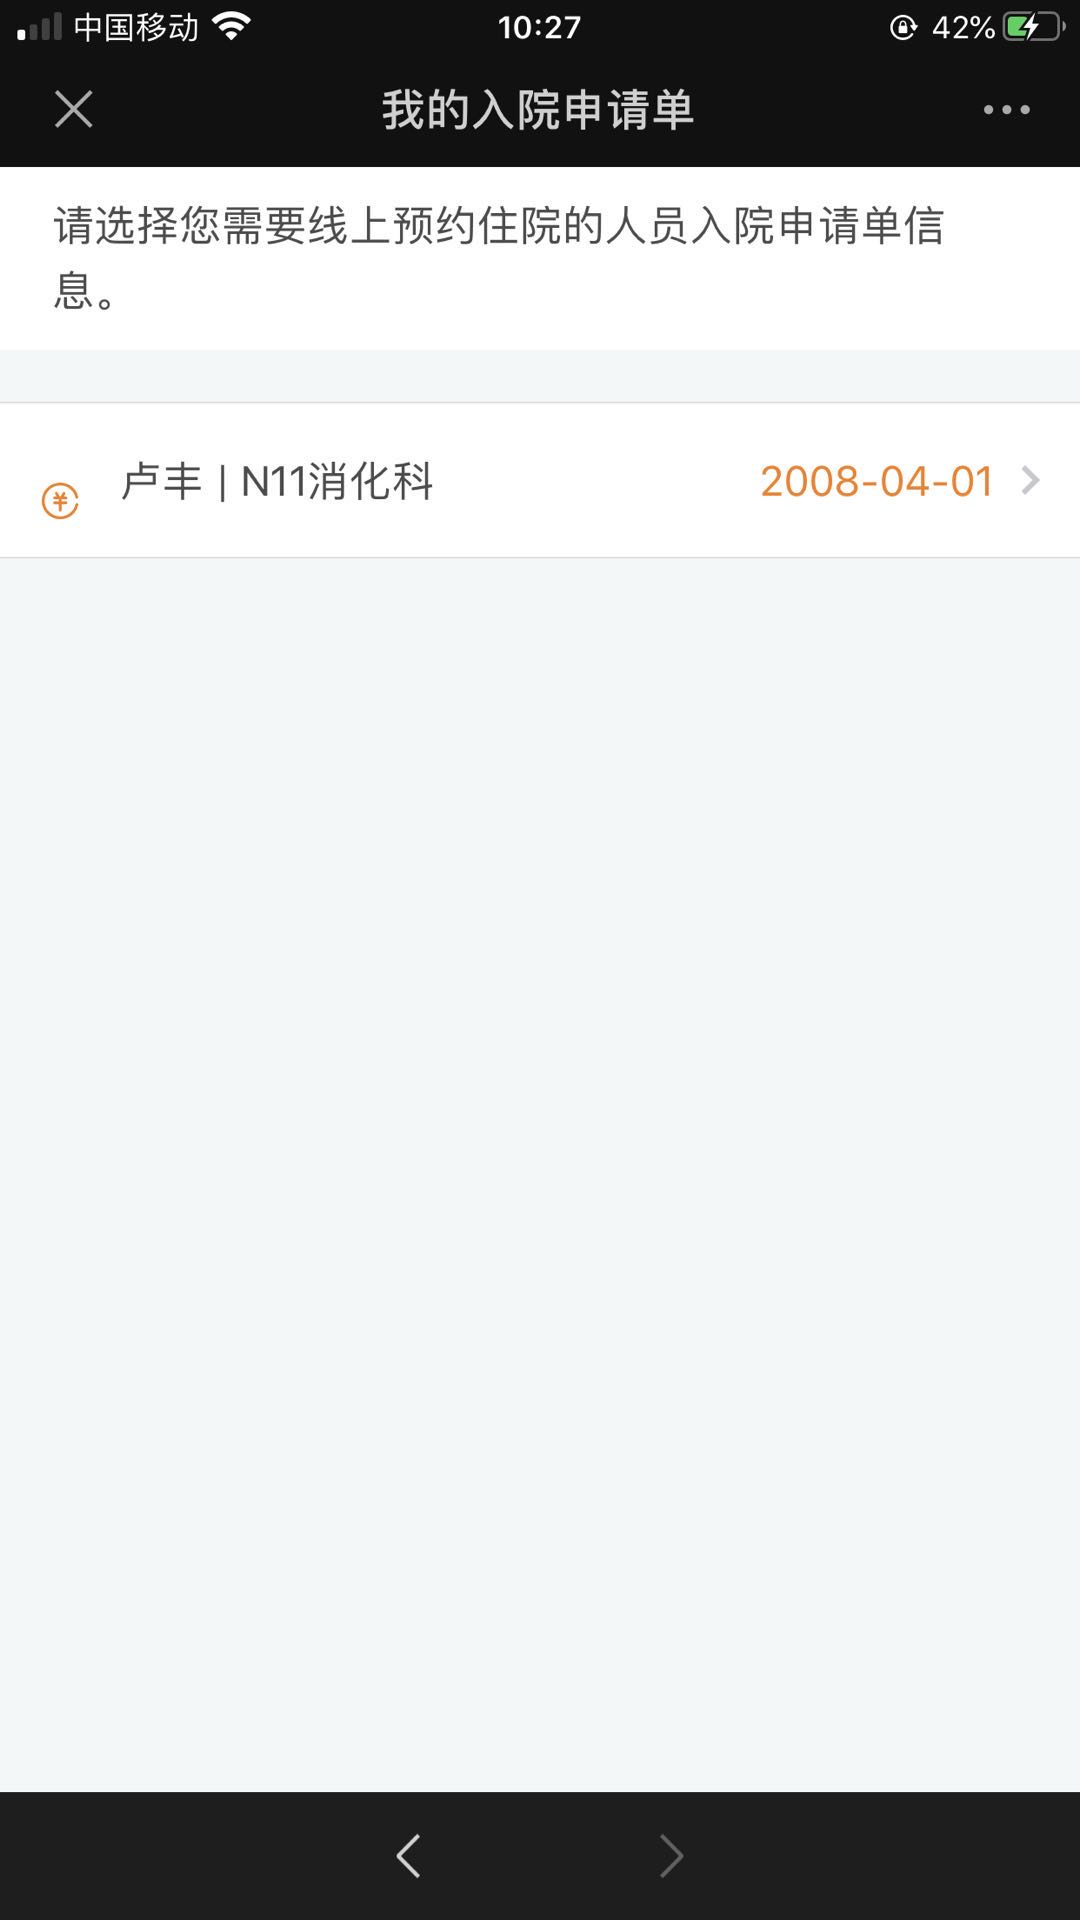 中国移动
10:27
42%
我的入院申请单
请选择您需要线上预约住院的人员入院申请单信
息。
卢丰 | N11消化科
2008-04-01